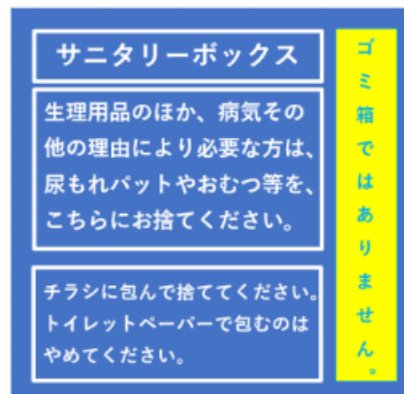 サニタリーボックス
生理用品のほか、病気その
他の理由により必要な方は、
尿もれパットやおむつ等を、
こちらにお捨てください。
チラシに包んで捨ててください。
トイレットペーパーで包むのは
やめてください。
ゴミ箱ではありません。